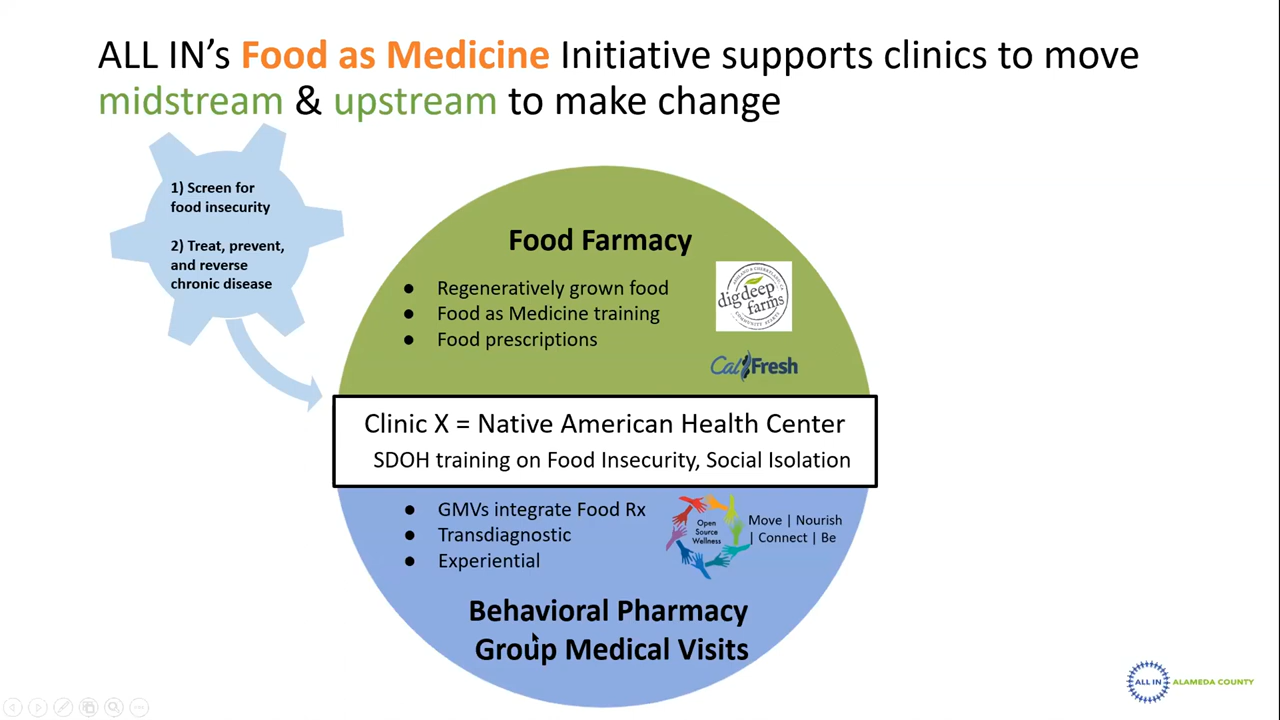 ALL IN’s Food as Medicine Initiative supports clinics to move
midstream & upstream to make change
1) Screen for
food insecurity
2) Treat, prevent,
and reverse
chronic disease
Food Farmacy
● Regeneratively grown food
● Food as Medicine training
● Food prescriptions
dig deep
farms
CalFresh
Clinic X = Native American Health Center
SDOH training on Food Insecurity, Social Isolation
● GMVs integrate Food Rx
● Transdiagnostic
● Experiential
Open
Source
Wellness
Move | Nourish
| Connect | Be
Behavioral Pharmacy
Group Medical Visits
ALL IN ALAMEDA COUNTY